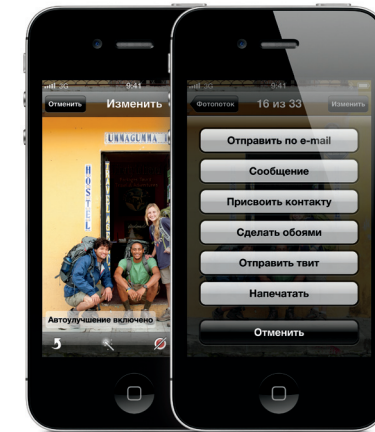 3G
9:41
Отменить
Изменить
UMMAGUMMA
HOSTEL
Автоулучшение включено
3G
9:41
Фотопоток
16 из 33
Изменить
Отправить по e-mail
Сообщение
Присвоить контакту
Сделать обоями
Отправить твит
Напечатать
Отменить